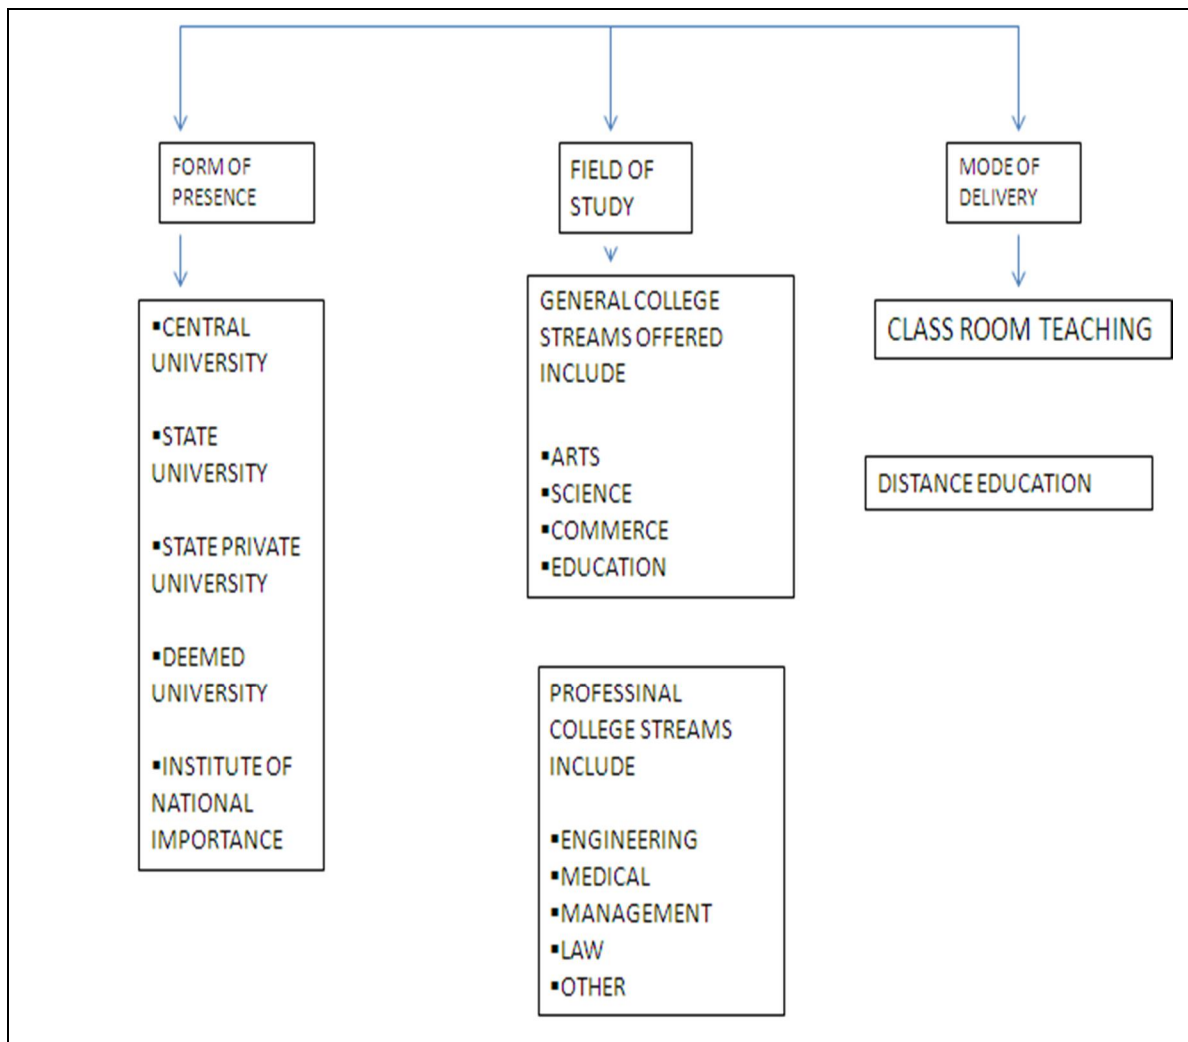 FORM OF
PRESENCE
FIELD OF
STUDY
MODE OF
DELIVERY
▪CENTRAL
UNIVERSITY
▪STATE
UNIVERSITY
▪STATE PRIVATE
UNIVERSITY
▪DEEMED
UNIVERSITY
▪INSTITUTE OF
NATIONAL
IMPORTANCE
GENERAL COLLEGE
STREAMS OFFERED
INCLUDE
▪ARTS
▪SCIENCE
▪COMMERCE
▪EDUCATION
PROFESSINAL
COLLEGE STREAMS
INCLUDE
▪ENGINEERING
▪MEDICAL
▪MANAGEMENT
▪LAW
▪OTHER
CLASS ROOM TEACHING
DISTANCE EDUCATION